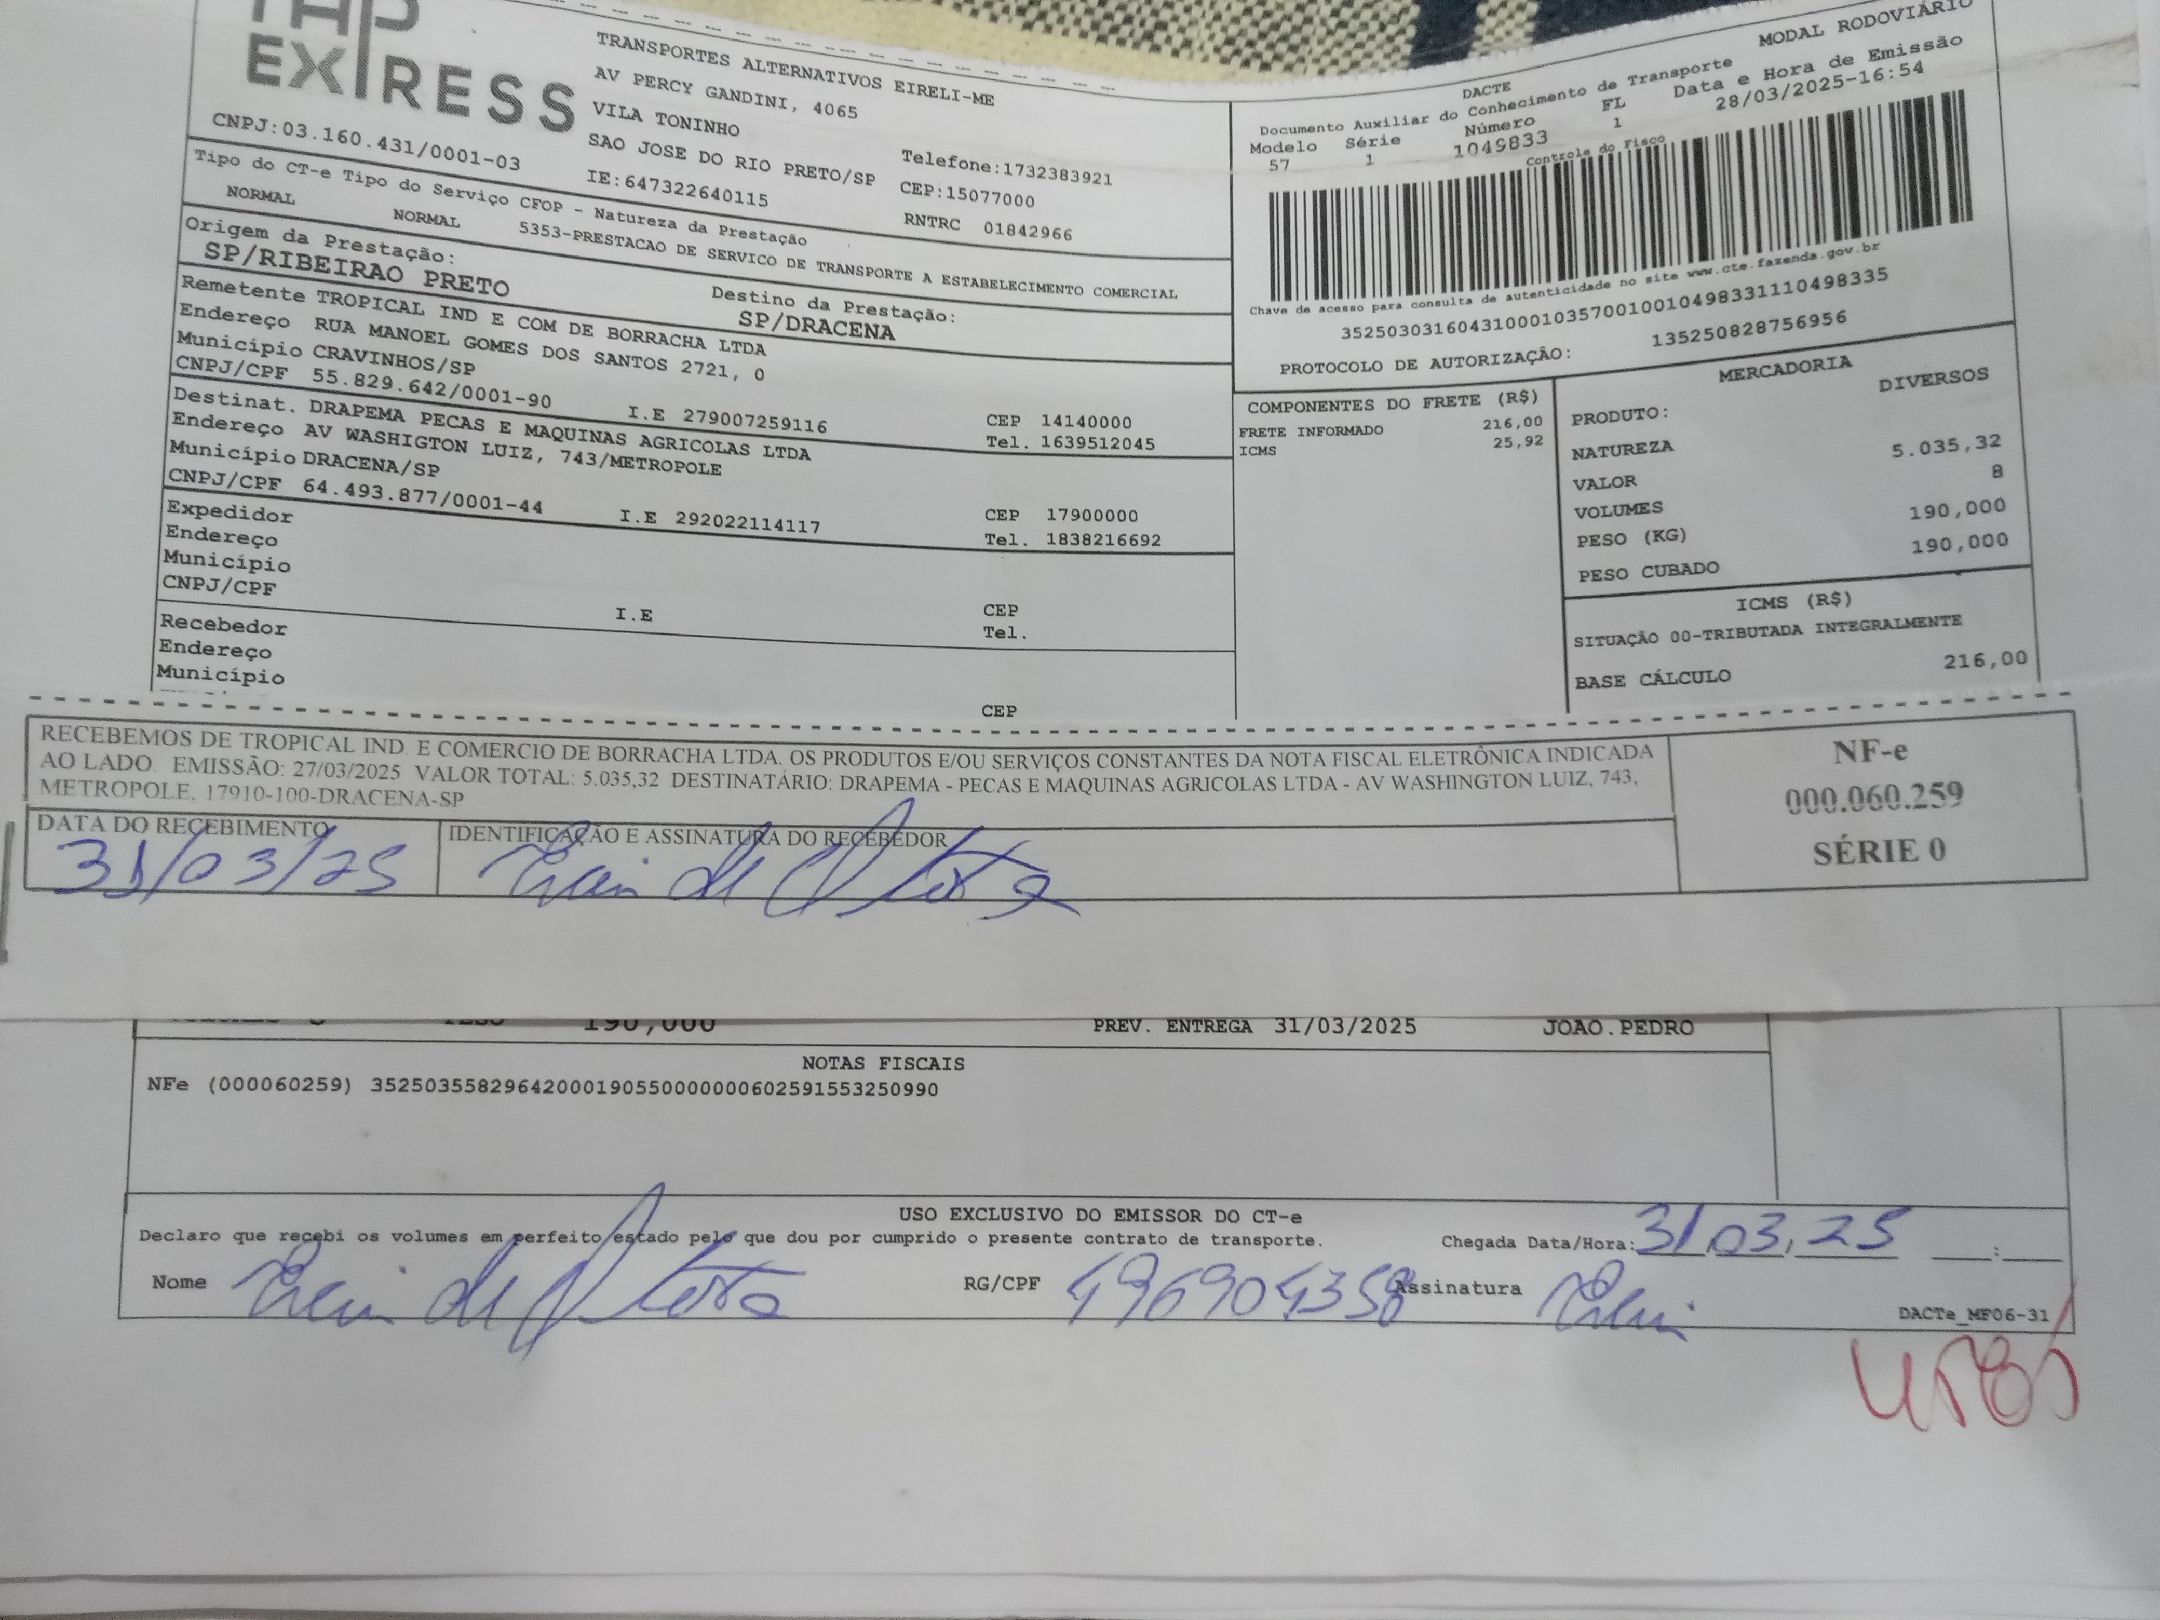 EXPRESS
CNPJ:03.160.431/0001-03
TRANSPORTES ALTERNATIVOS EIRELI-ME
AV PERCY GANDINI, 4065
VILA TONINHO
SAO JOSE DO RIO PRETO/SP
IE:647322640115
Telefone:1732383921
CEP:15077000
RNTRC 01842966
DACTE
MODAL RODOVIÁRIO
Documento Auxiliar do Conhecimento de Transporte
Data e Hora de Emissão
Modelo Série Número FL
57 1 1049833 1 28/03/2025-16:54
Controle do Fisco
Chave de acesso para consulta de autenticidade no site www.cte.fazenda.gov.br
35250303160431000103570010010498331110498335
PROTOCOLO DE AUTORIZAÇÃO: 135250828756956
Tipo do CT-e Tipo do Serviço CFOP - Natureza da Prestação
NORMAL NORMAL 5353-PRESTACAO DE SERVICO DE TRANSPORTE A ESTABELECIMENTO COMERCIAL
Origem da Prestação: Destino da Prestação:
SP/RIBEIRAO PRETO SP/DRACENA
Remetente TROPICAL IND E COM DE BORRACHA LTDA
Endereço RUA MANOEL GOMES DOS SANTOS 2721, 0
Município CRAVINHOS/SP CEP 14140000
CNPJ/CPF 55.829.642/0001-90 I.E 279007259116 Tel. 1639512045
Destinat. DRAPEMA PECAS E MAQUINAS AGRICOLAS LTDA
Endereço AV WASHIGTON LUIZ, 743/METROPOLE
Município DRACENA/SP CEP 17900000
CNPJ/CPF 64.493.877/0001-44 I.E 292022114117 Tel. 1838216692
Expedidor
Endereço
Município CEP
CNPJ/CPF I.E Tel.
Recebedor
Endereço
Município CEP
COMPONENTES DO FRETE (R$)
FRETE INFORMADO 216,00
ICMS 25,92
MERCADORIA
PRODUTO: DIVERSOS
NATUREZA
VALOR 5.035,32
VOLUMES 8
PESO (KG) 190,000
PESO CUBADO 190,000
ICMS (R$)
SITUAÇÃO 00-TRIBUTADA INTEGRALMENTE
BASE CÁLCULO 216,00
RECEBEMOS DE TROPICAL IND. E COMERCIO DE BORRACHA LTDA. OS PRODUTOS E/OU SERVIÇOS CONSTANTES DA NOTA FISCAL ELETRÔNICA INDICADA
AO LADO. EMISSÃO: 27/03/2025 VALOR TOTAL: 5.035,32 DESTINATÁRIO: DRAPEMA - PECAS E MAQUINAS AGRICOLAS LTDA - AV WASHINGTON LUIZ, 743,
METROPOLE, 17910-100-DRACENA-SP
DATA DO RECEBIMENTO IDENTIFICAÇÃO E ASSINATURA DO RECEBEDOR
31/03/25
NF-e
000.060.259
SÉRIE 0
190,000 PREV. ENTREGA 31/03/2025 JOAO.PEDRO
NOTAS FISCAIS
NFe (000060259) 35250355829642000190550000000602591553250990
USO EXCLUSIVO DO EMISSOR DO CT-e
Declaro que recebi os volumes em perfeito estado pelo que dou por cumprido o presente contrato de transporte. Chegada Data/Hora: 31 03 25 :
Nome RG/CPF 496904358 Assinatura
DACTe_MF06-31